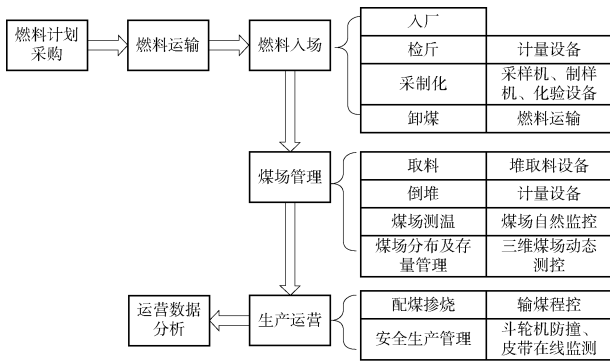 燃料计划
采购
燃料运输
燃料入场
入厂
检斤
计量设备
采制化
采样机、制样
机、化验设备
卸煤
燃料运输
煤场管理
取料
堆取料设备
倒堆
计量设备
煤场测温
煤场自然监控
煤场分布及存
量管理
三维煤场动态
测控
运营数据
分析
生产运营
配煤掺烧
输煤程控
安全生产管理
斗轮机防撞、
皮带在线监测